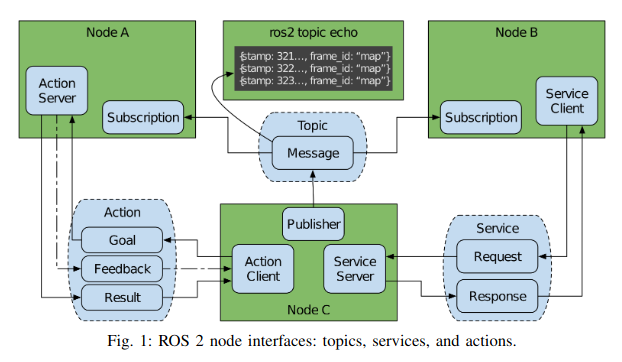 Node A
ros2 topic echo
Node B
{stamp: 321..., frame_id: “map”}
{stamp: 322..., frame_id: “map”}
{stamp: 323..., frame_id: “map”}
Action
Server
Subscription
Topic
Message
Subscription
Service
Client
Action
Goal
Feedback
Result
Publisher
Action
Client
Service
Server
Node C
Service
Request
Response
Fig. 1: ROS 2 node interfaces: topics, services, and actions.